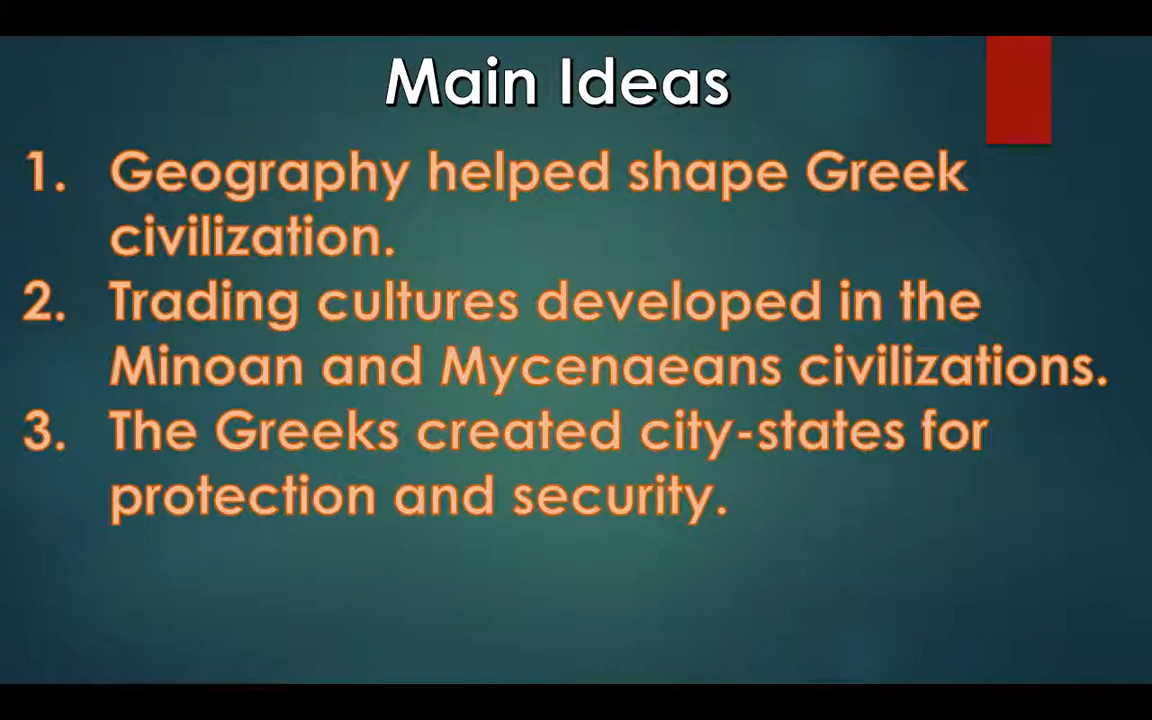 Main Ideas
1. Geography helped shape Greek
civilization.
2. Trading cultures developed in the
Minoan and Mycenaeans civilizations.
3. The Greeks created city-states for
protection and security.